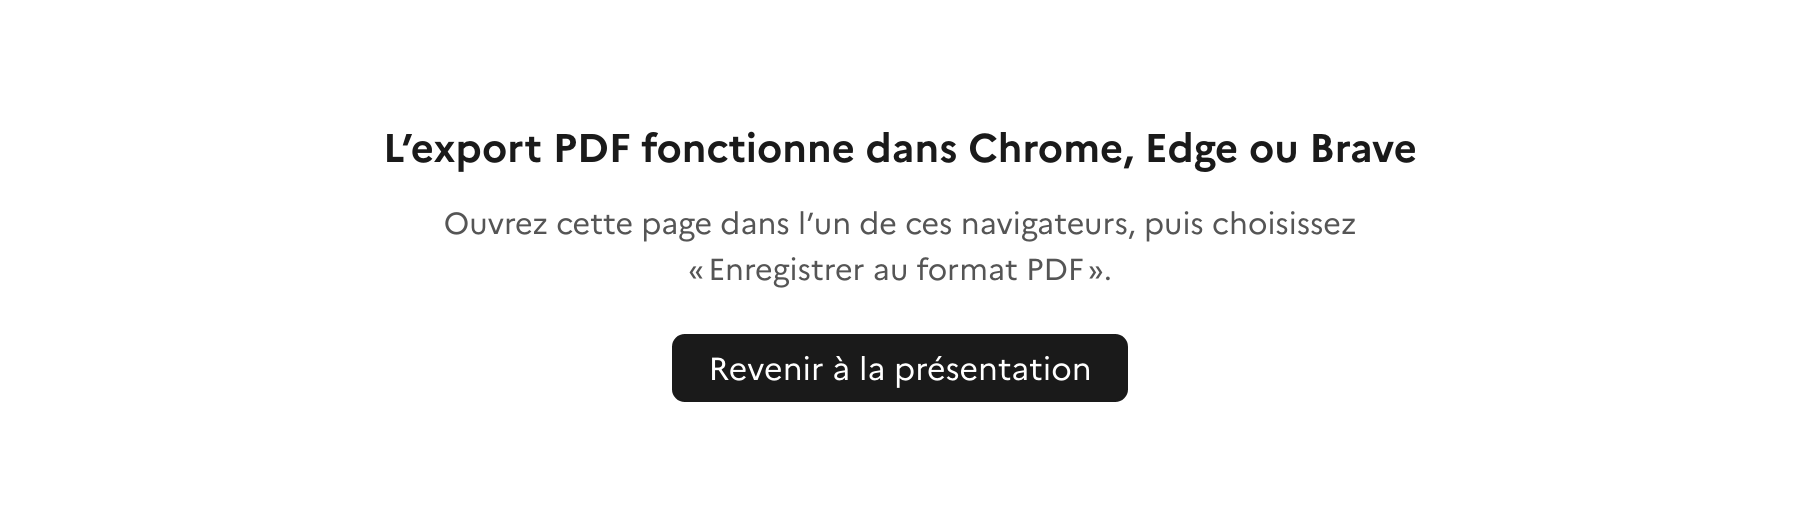 L’export PDF fonctionne dans Chrome, Edge ou Brave
Ouvrez cette page dans l’un de ces navigateurs, puis choisissez
« Enregistrer au format PDF ».
Revenir à la présentation